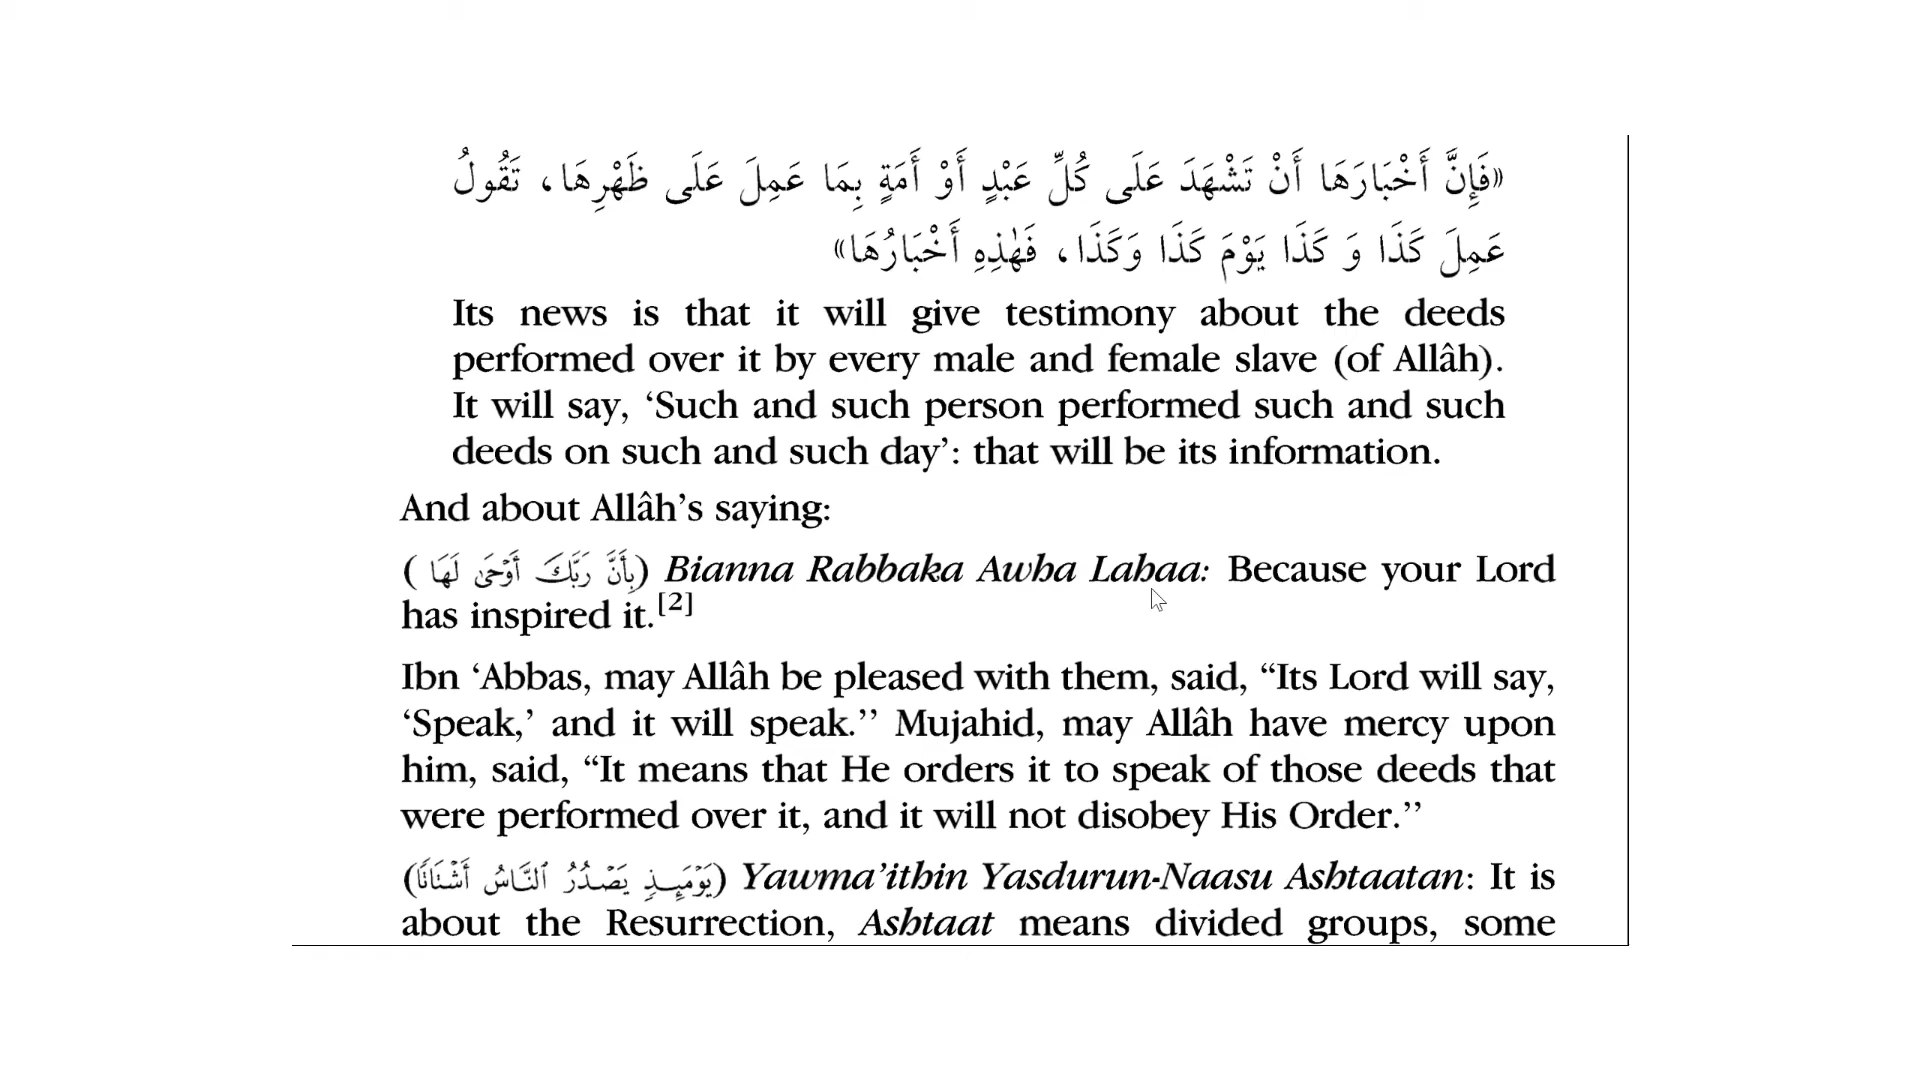 «فَإِنَّ أَخْبَارَهَا أَنْ تَشْهَدَ عَلَى كُلِّ عَبْدٍ أَوْ أَمَةٍ بِمَا عَمِلَ عَلَى ظَهْرِهَا، تَقُولُ
عَمِلَ كَذَا وَ كَذَا يَوْمَ كَذَا وَكَذَا، فَهٰذِهِ أَخْبَارُهَا»
Its news is that it will give testimony about the deeds
performed over it by every male and female slave (of Allâh).
It will say, ‘Such and such person performed such and such
deeds on such and such day’: that will be its information.
And about Allâh’s saying:
(بِأَنَّ رَبَّكَ أَوْحَىٰ لَهَا ) Bianna Rabbaka Awha Lahaa: Because your Lord
has inspired it.[2]
Ibn ‘Abbas, may Allâh be pleased with them, said, “Its Lord will say,
‘Speak,’ and it will speak.’’ Mujahid, may Allâh have mercy upon
him, said, “It means that He orders it to speak of those deeds that
were performed over it, and it will not disobey His Order.’’
(يَوْمَئِذٍ يَصْدُرُ ٱلنَّاسُ أَشْتَاتًا) Yawma’ithin Yasdurun-Naasu Ashtaatan: It is
about the Resurrection, Ashtaat means divided groups, some